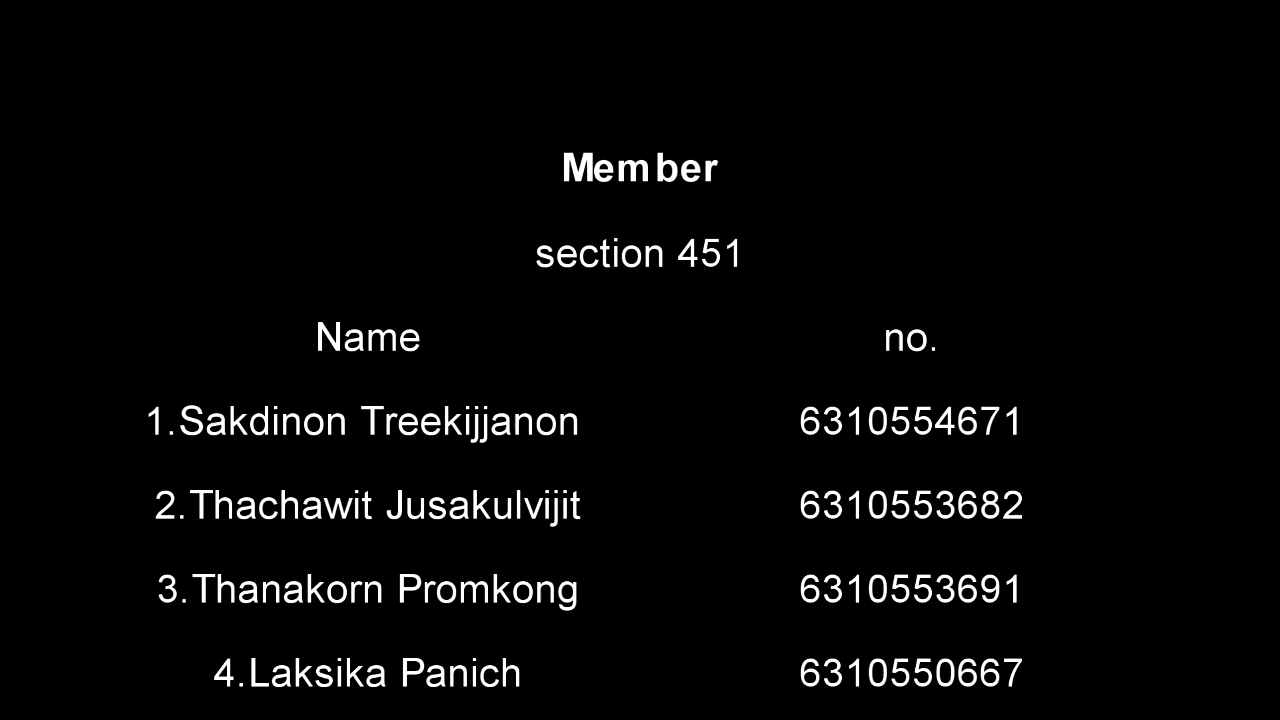 Member
section 451
Name no.
1.Sakdinon Treekijjanon 6310554671
2.Thachawit Jusakulvijit 6310553682
3.Thanakorn Promkong 6310553691
4.Laksika Panich 6310550667